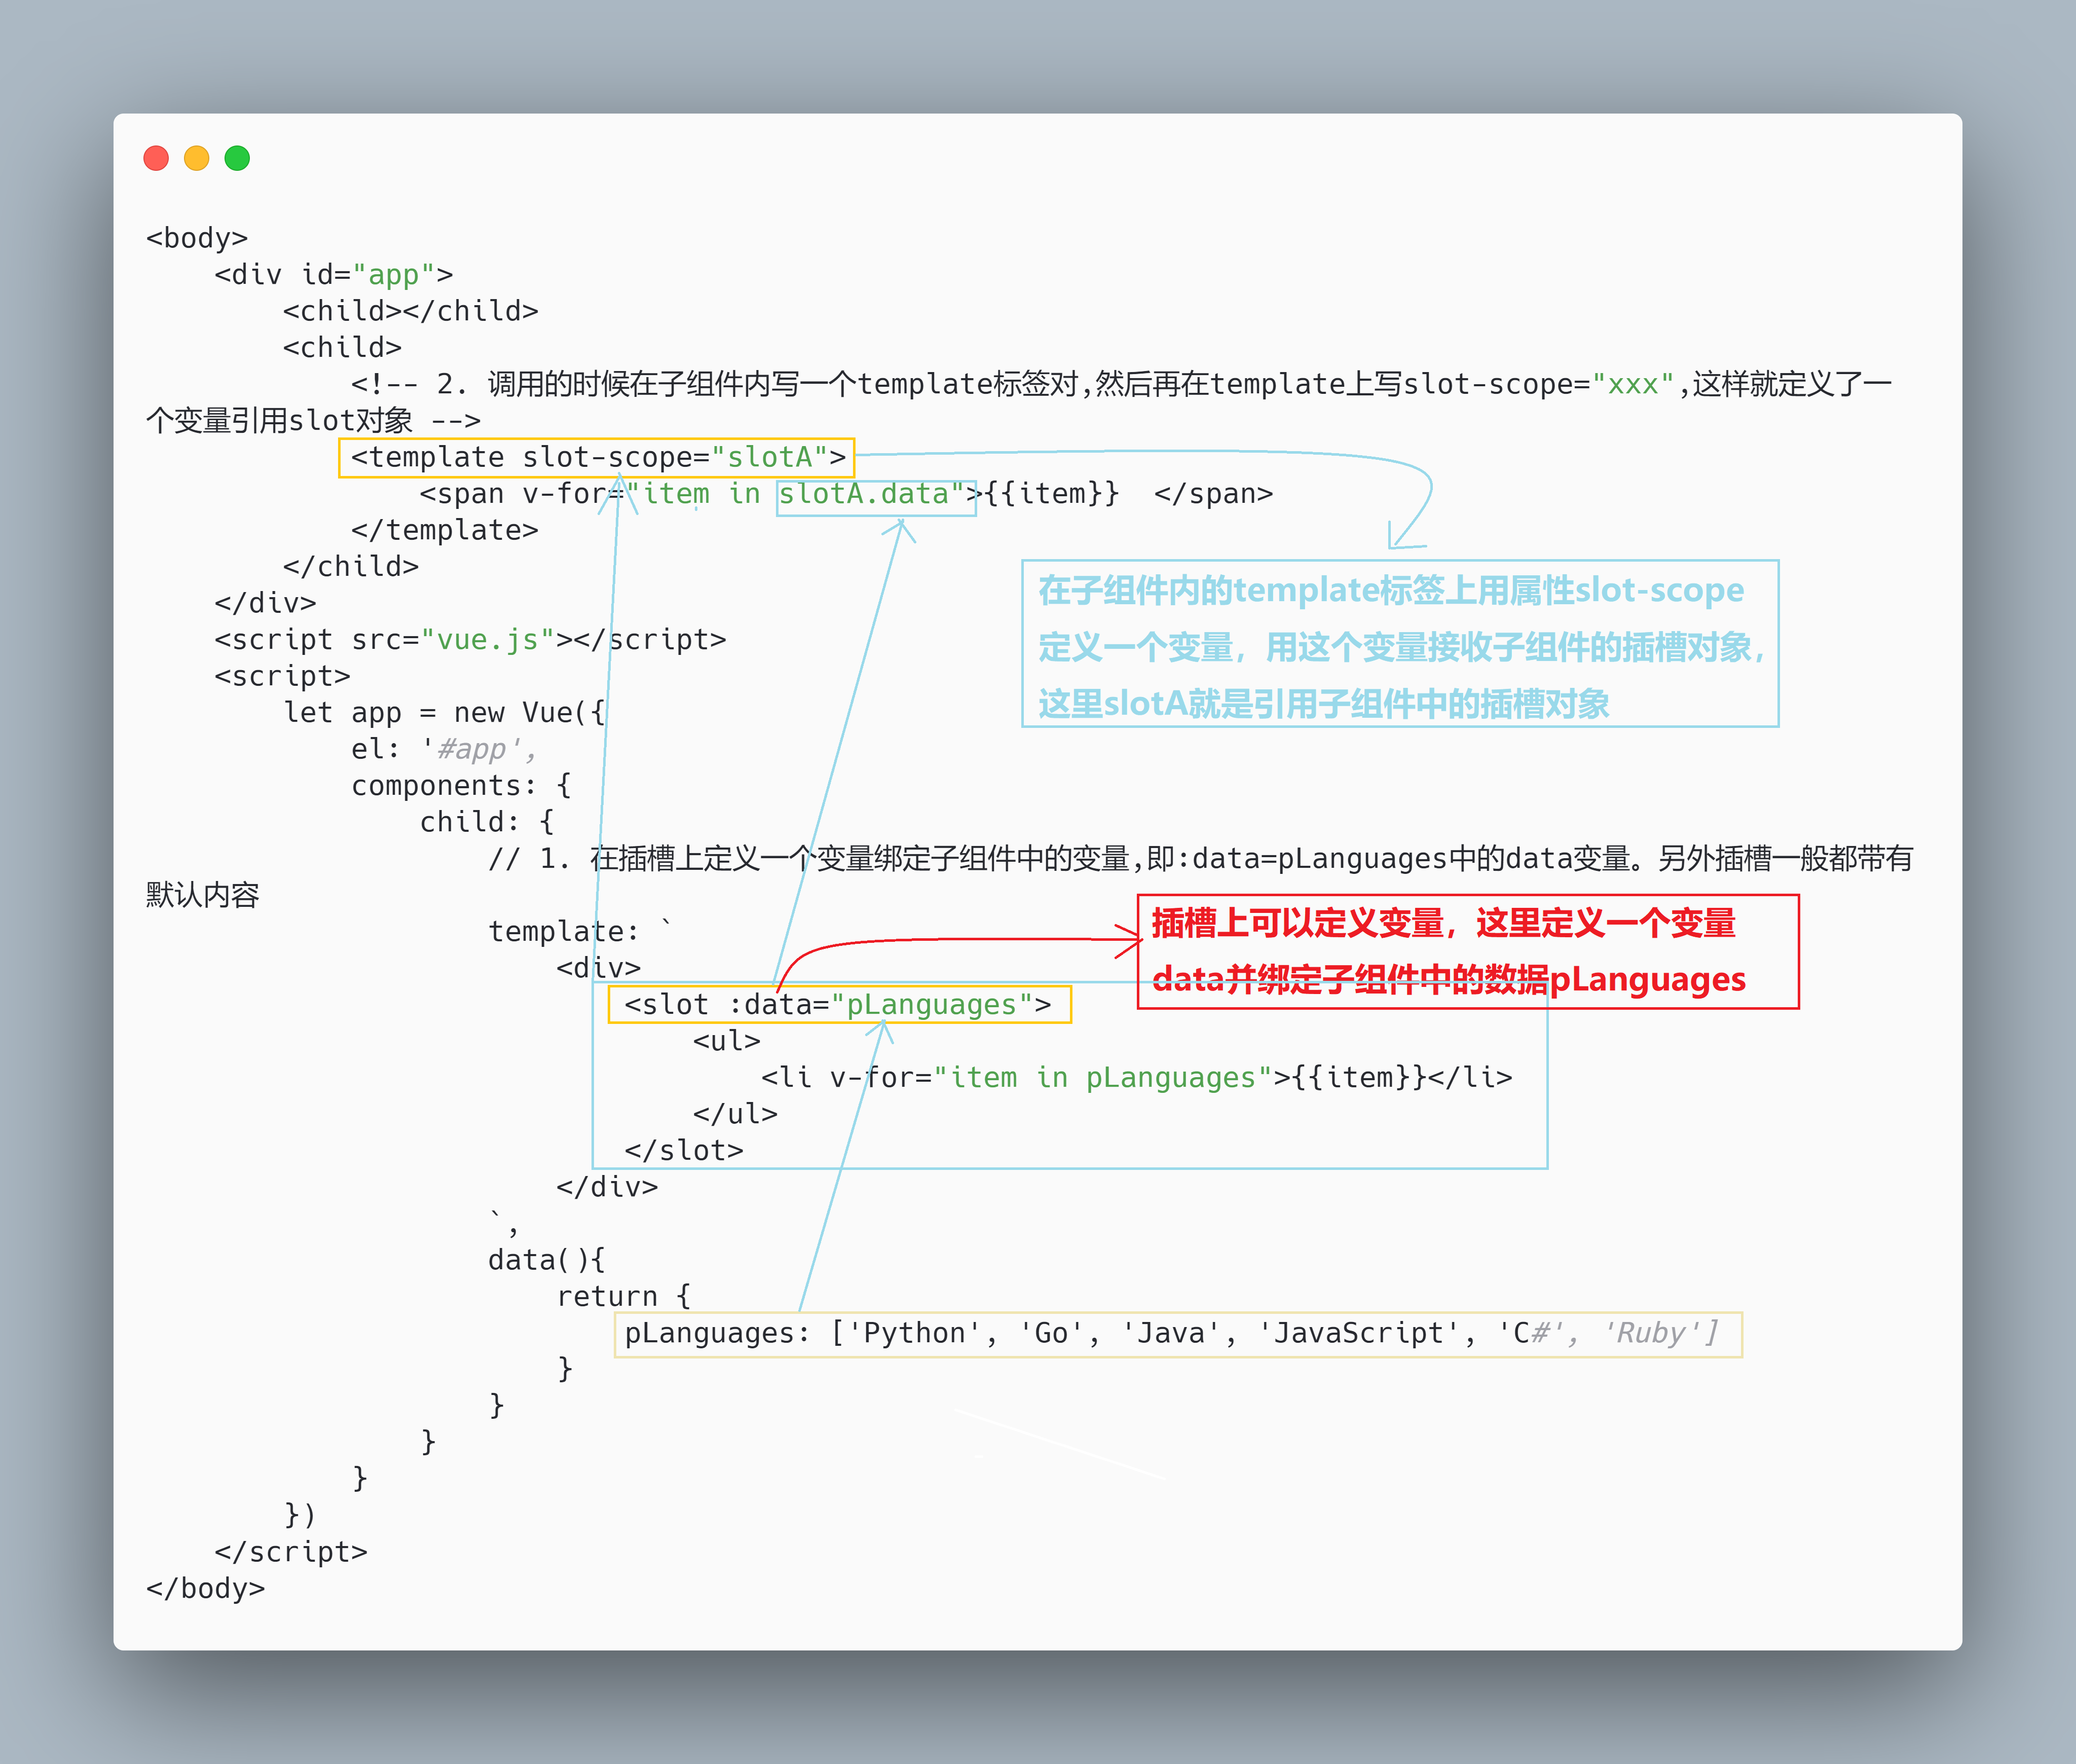 <body>
<div id="app">
<child></child>
<child>
<!-- 2. 调用的时候在子组件内写一个template标签对,然后再在template上写slot-scope="xxx",这样就定义了一
个变量引用slot对象 -->
<template slot-scope="slotA">
<span v-for="item in slotA.data">{{item}}  </span>
</template>
</child>
</div>
在子组件内的template标签上用属性slot-scope
定义一个变量，用这个变量接收子组件的插槽对象，
这里slotA就是引用子组件中的插槽对象
<script src="vue.js"></script>
<script>
let app = new Vue({
el: '#app',
components: {
child: {
// 1. 在插槽上定义一个变量绑定子组件中的变量,即:data=pLanguages中的data变量。另外插槽一般都带有
默认内容
template: `
<div>
插槽上可以定义变量，这里定义一个变量
data并绑定子组件中的数据pLanguages
<slot :data="pLanguages">
<ul>
<li v-for="item in pLanguages">{{item}}</li>
</ul>
</slot>
</div>
`,
data(){
return {
pLanguages: ['Python', 'Go', 'Java', 'JavaScript', 'C#', 'Ruby']
}
}
}
}
})
</script>
</body>